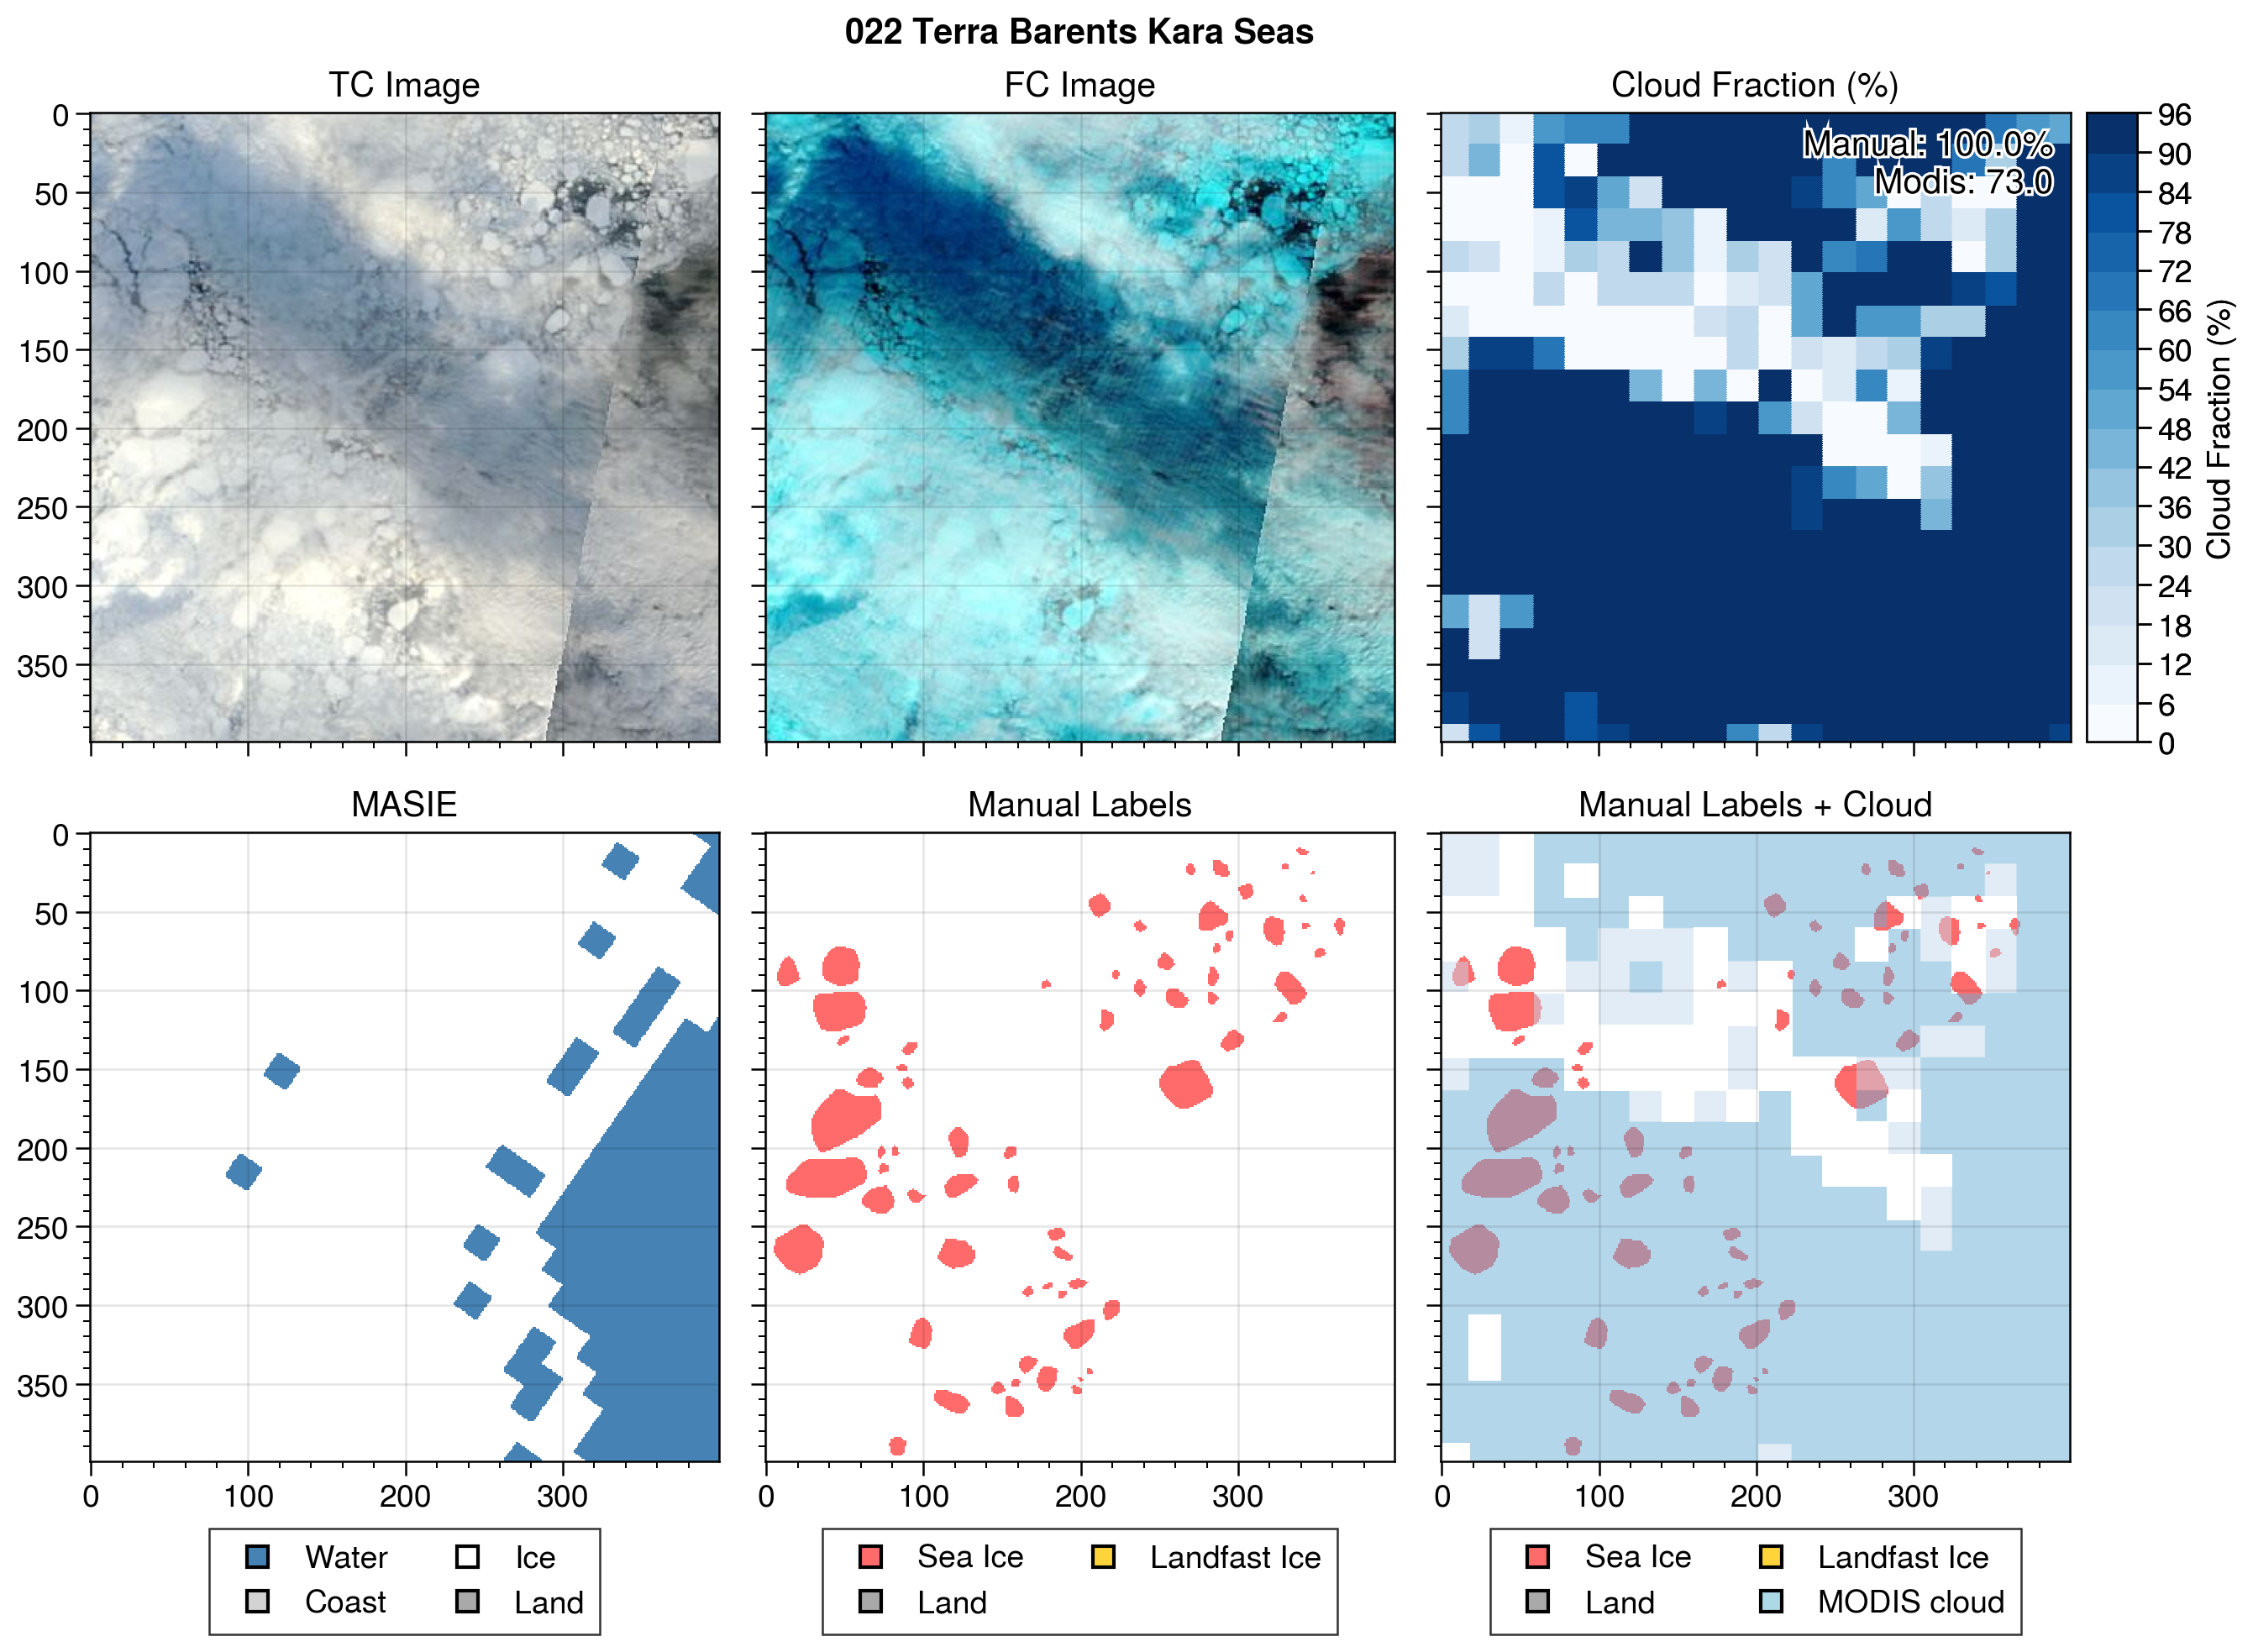 022 Terra Barents Kara Seas
TC Image
FC Image
Cloud Fraction (%)
0
50
100
150
200
250
300
350
Manual: 100.0%
Modis: 73.0
96
90
84
78
72
66
60
54
48
42
36
30
24
18
12
6
0
Cloud Fraction (%)
MASIE
Manual Labels
Manual Labels + Cloud
0
50
100
150
200
250
300
350
0 100 200 300
0 100 200 300
0 100 200 300
Water Ice
Coast Land
Sea Ice Landfast Ice
Land
Sea Ice Landfast Ice
Land MODIS cloud